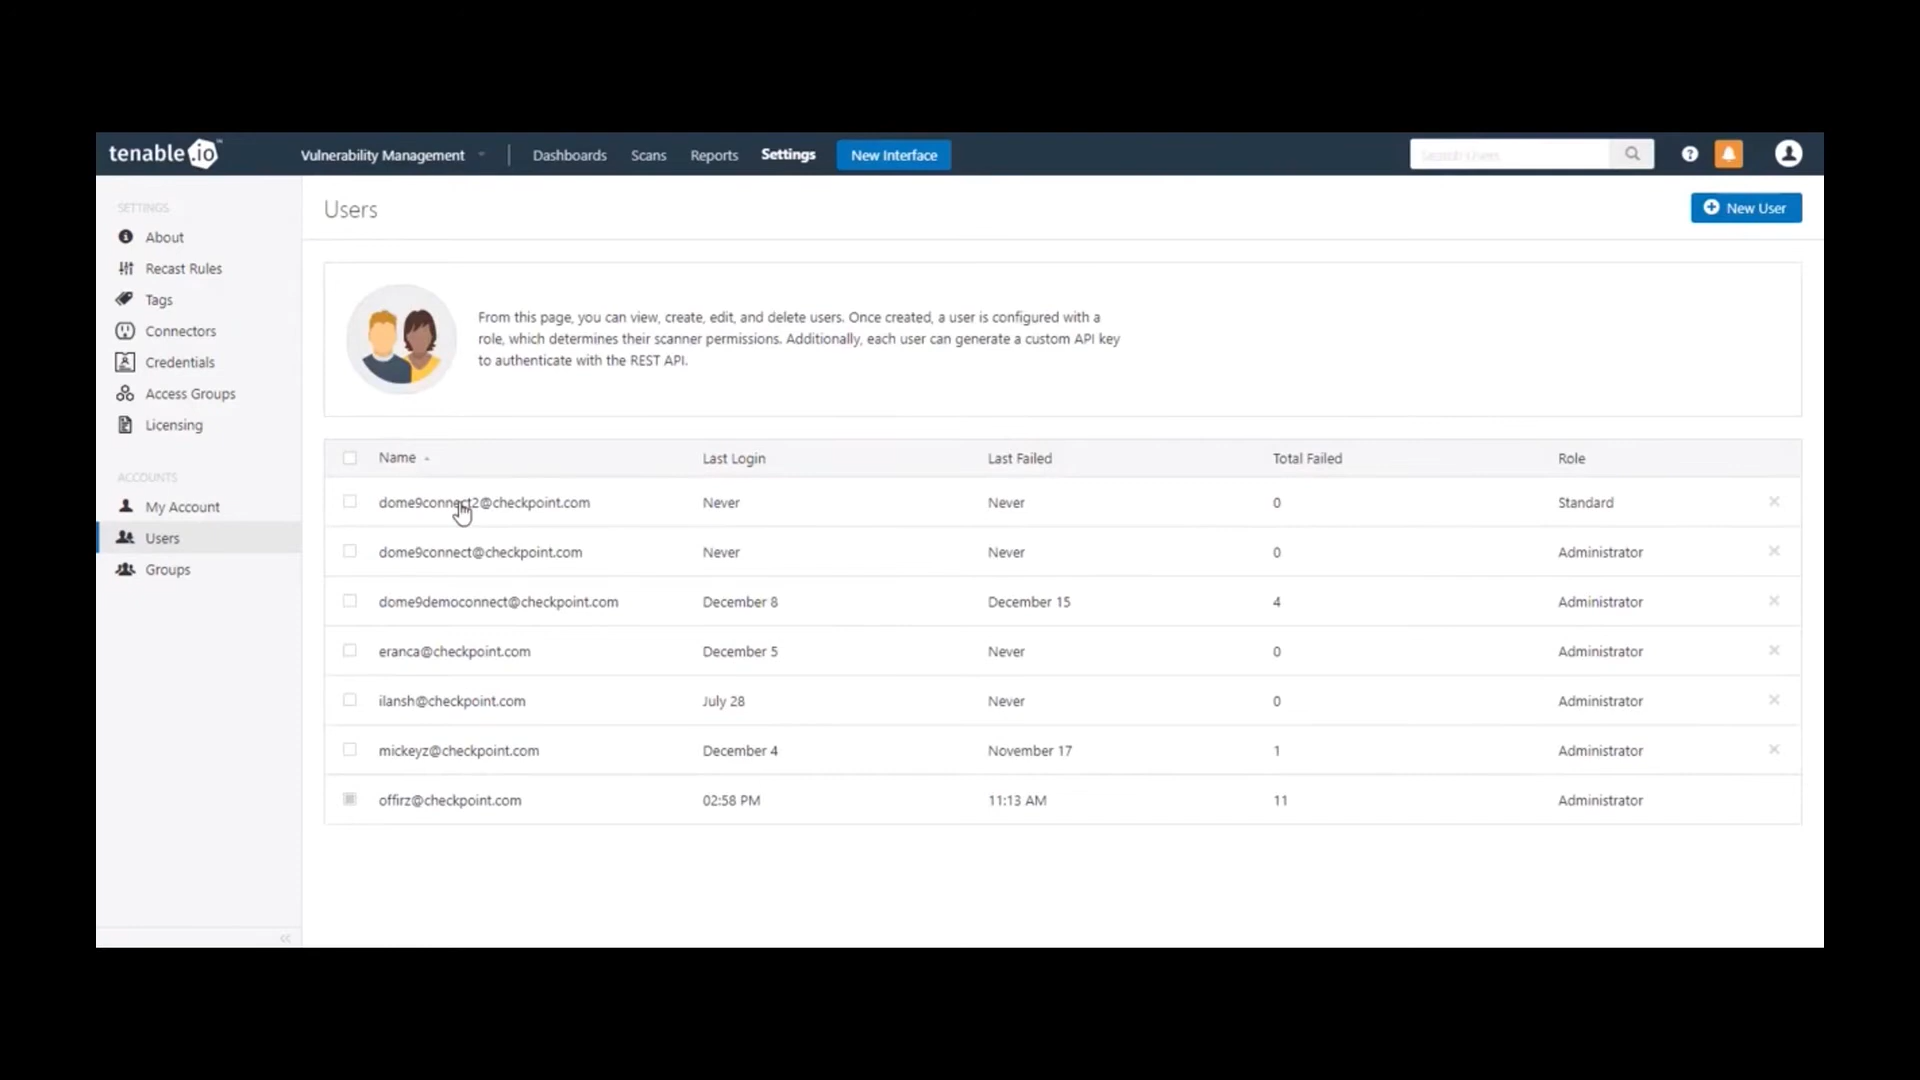 tenable.io™
Vulnerability Management
Dashboards
Scans
Reports
Settings
New Interface
Search Users
SETTINGS
About
Recast Rules
Tags
Connectors
Credentials
Access Groups
Licensing
ACCOUNTS
My Account
Users
Groups
Users
New User
From this page, you can view, create, edit, and delete users. Once created, a user is configured with a
role, which determines their scanner permissions. Additionally, each user can generate a custom API key
to authenticate with the REST API.
Name Last Login Last Failed Total Failed Role
dome9connect2@checkpoint.com Never Never 0 Standard
dome9connect@checkpoint.com Never Never 0 Administrator
dome9democonnect@checkpoint.com December 8 December 15 4 Administrator
eranca@checkpoint.com December 5 Never 0 Administrator
ilansh@checkpoint.com July 28 Never 0 Administrator
mickeyz@checkpoint.com December 4 November 17 1 Administrator
offirz@checkpoint.com 02:58 PM 11:13 AM 11 Administrator